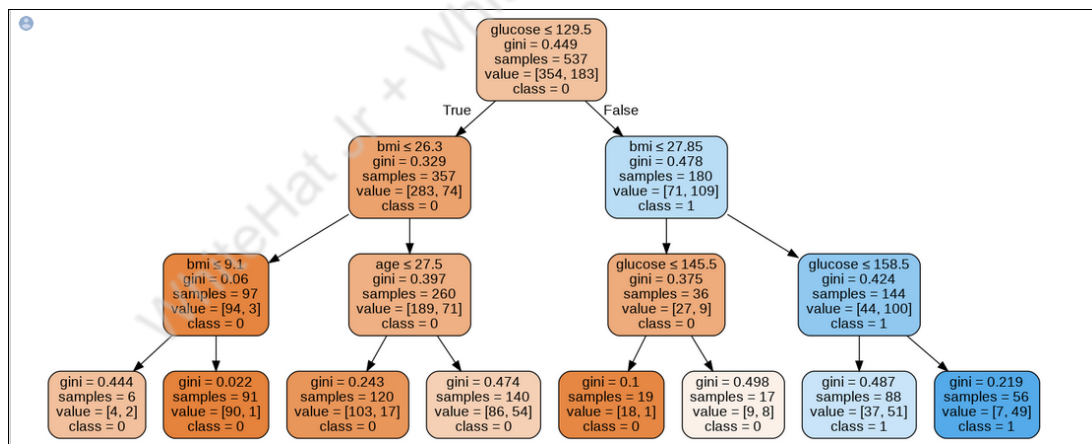 glucose ≤ 129.5
gini = 0.449
samples = 537
value = [354, 183]
class = 0
True
False
bmi ≤ 26.3
gini = 0.329
samples = 357
value = [283, 74]
class = 0
bmi ≤ 27.85
gini = 0.478
samples = 180
value = [71, 109]
class = 1
bmi ≤ 9.1
gini = 0.06
samples = 97
value = [94, 3]
class = 0
age ≤ 27.5
gini = 0.397
samples = 260
value = [189, 71]
class = 0
glucose ≤ 145.5
gini = 0.375
samples = 36
value = [27, 9]
class = 0
glucose ≤ 158.5
gini = 0.424
samples = 144
value = [44, 100]
class = 1
gini = 0.444
samples = 6
value = [4, 2]
class = 0
gini = 0.022
samples = 91
value = [90, 1]
class = 0
gini = 0.243
samples = 120
value = [103, 17]
class = 0
gini = 0.474
samples = 140
value = [86, 54]
class = 0
gini = 0.1
samples = 19
value = [18, 1]
class = 0
gini = 0.498
samples = 17
value = [9, 8]
class = 0
gini = 0.487
samples = 88
value = [37, 51]
class = 1
gini = 0.219
samples = 56
value = [7, 49]
class = 1
WhiteHat Jr + Wh